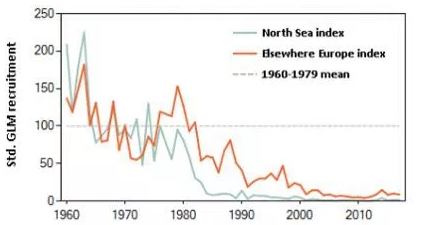 250
200
150
100
50
0
Std. GLM recruitment
North Sea index
Elsewhere Europe index
1960-1979 mean
1960 1970 1980 1990 2000 2010